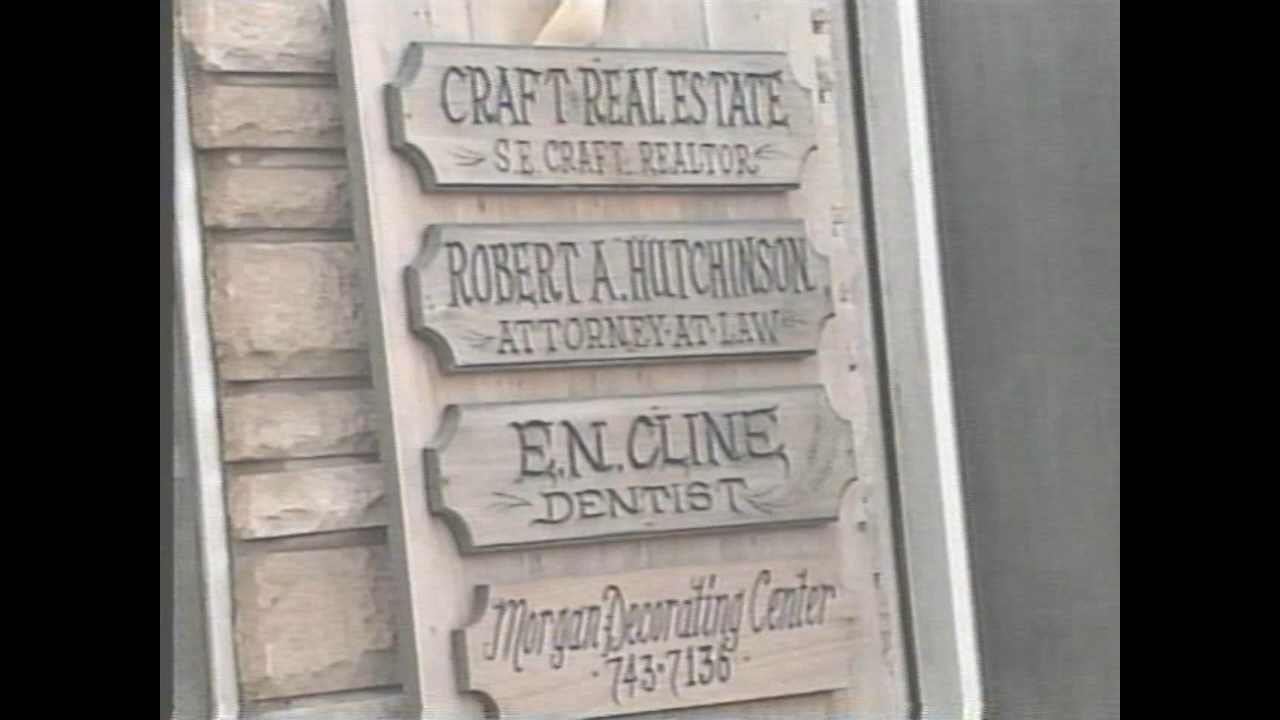 CRAFT REAL ESTATE
S.E. CRAFT. REALTOR
ROBERT A. HUTCHINSON
ATTORNEY·AT·LAW
E.N. CLINE
DENTIST
Morgan Decorating Center
·743-7136·